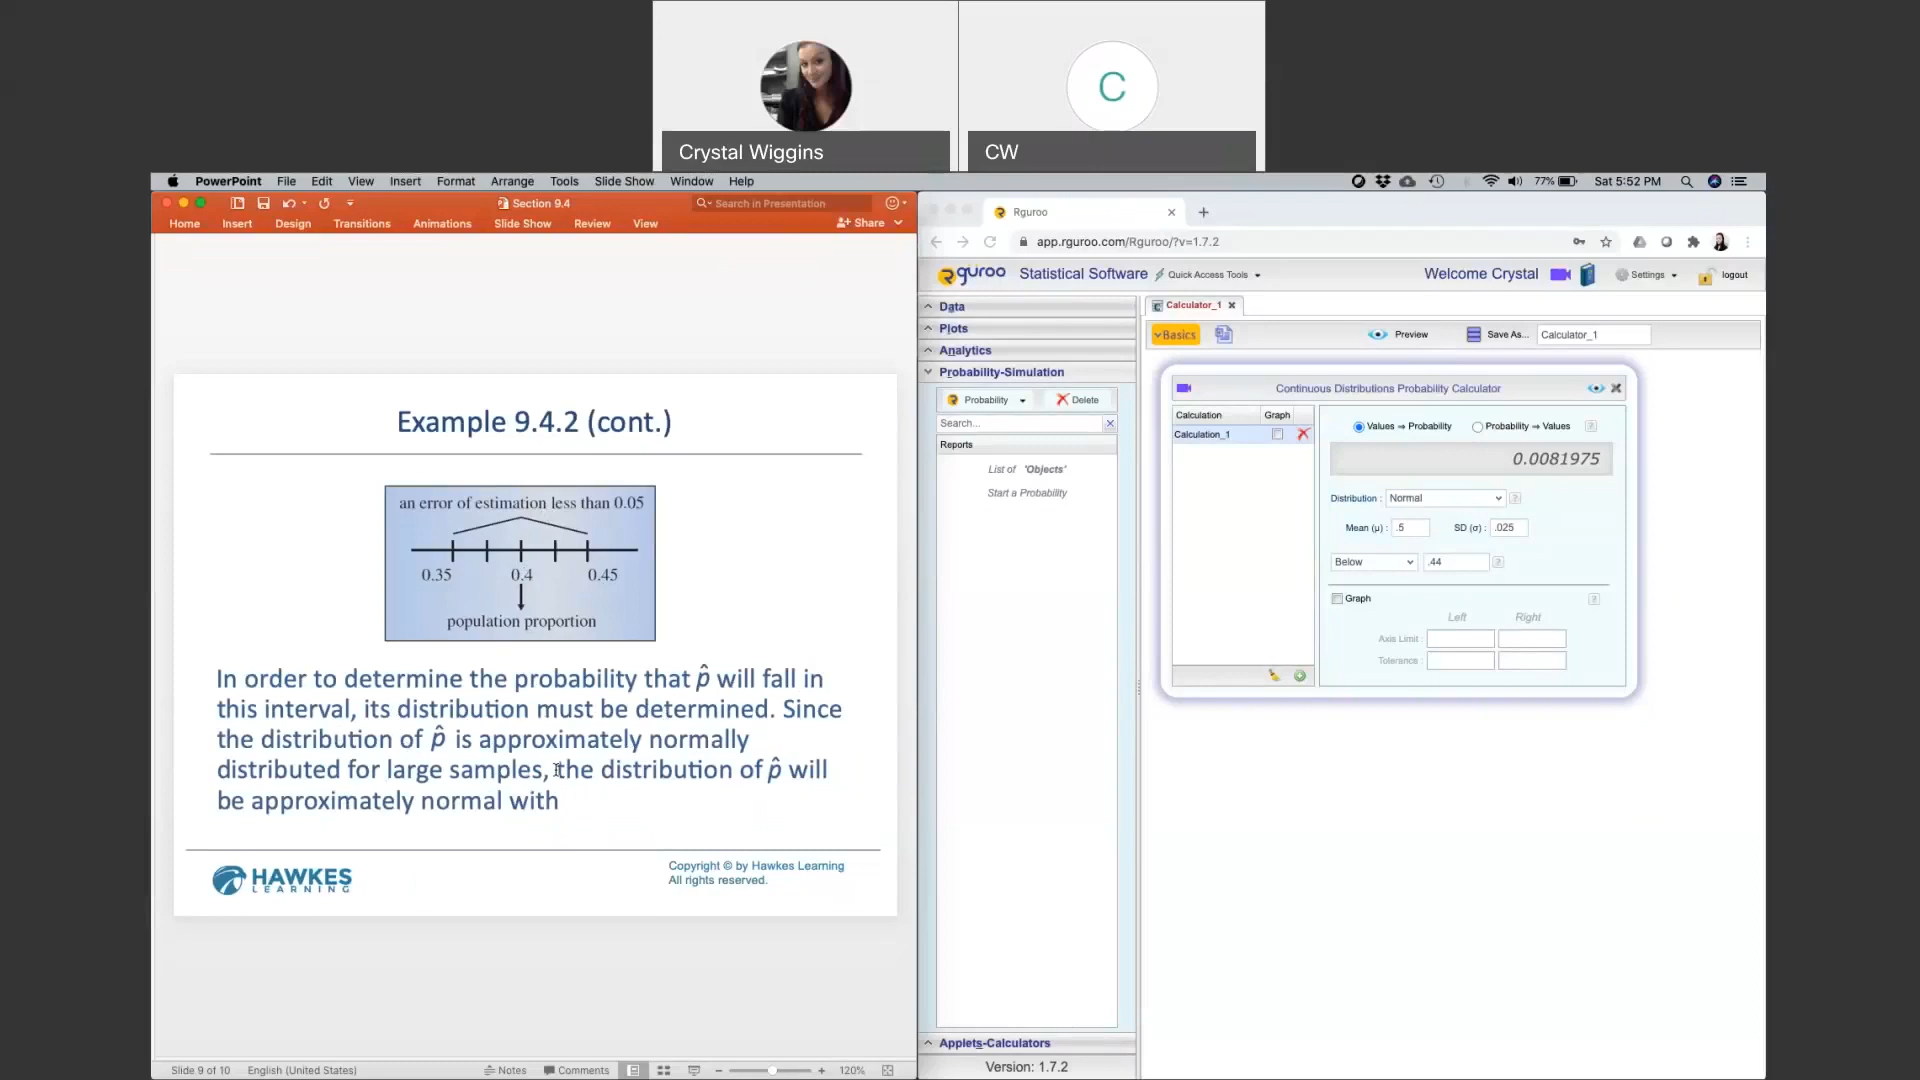 C
Crystal Wiggins
CW
PowerPoint File Edit View Insert Format Arrange Tools Slide Show Window Help
77% Sat 5:52 PM
Section 9.4
Search in Presentation
Home Insert Design Transitions Animations Slide Show Review View
Share
Example 9.4.2 (cont.)
an error of estimation less than 0.05
0.35 0.4 0.45
population proportion
In order to determine the probability that p̂ will fall in
this interval, its distribution must be determined. Since
the distribution of p̂ is approximately normally
distributed for large samples, the distribution of p̂ will
be approximately normal with
HAWKES
LEARNING
Copyright © by Hawkes Learning
All rights reserved.
Slide 9 of 10 English (United States) Notes Comments 120%
Rguroo
app.rguroo.com/Rguroo/?v=1.7.2
Rguroo Statistical Software Quick Access Tools
Welcome Crystal Settings logout
Data
Plots
Analytics
Probability-Simulation
Probability Delete
Search...
Reports
List of 'Objects'
Start a Probability
Applets-Calculators
Version: 1.7.2
Calculator_1
Basics Preview Save As... Calculator_1
Continuous Distributions Probability Calculator
Calculation Graph
Calculation_1
Values ⇒ Probability Probability ⇒ Values ?
0.0081975
Distribution : Normal ?
Mean (μ) : .5 SD (σ) : .025
Below .44 ?
Graph ?
Left Right
Axis Limit :
Tolerance :